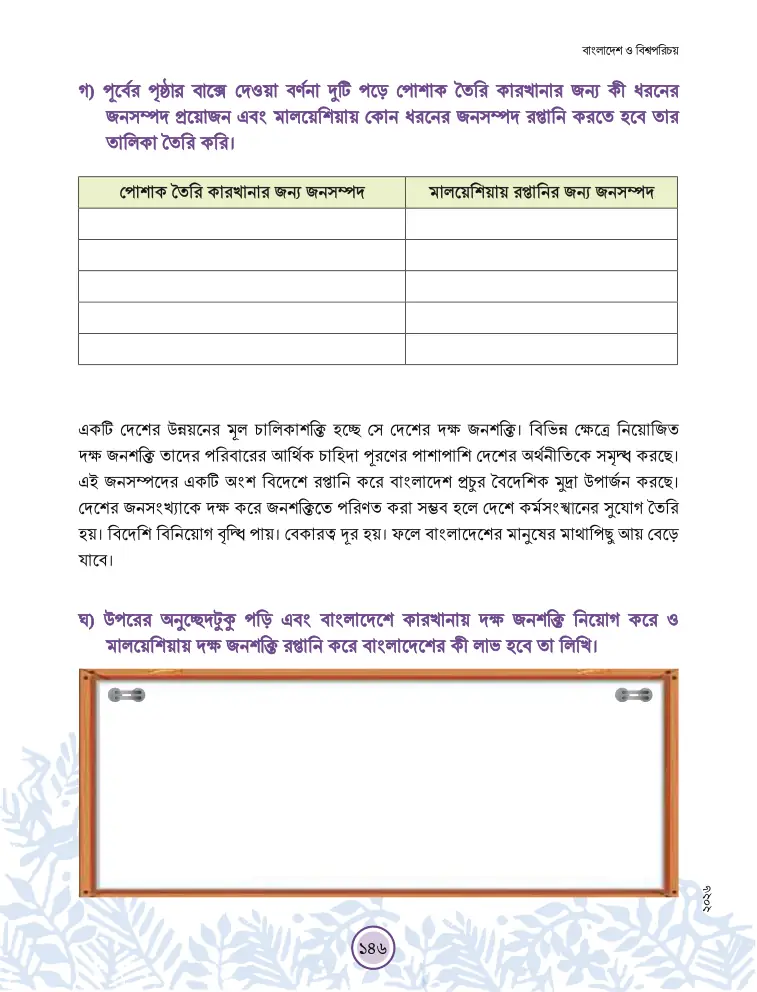 বাংলাদেশ ও বিশ্বপরিচয়
গ) পূর্বের পৃষ্ঠার বাক্সে দেওয়া বর্ণনা দুটি পড়ে পোশাক তৈরি কারখানার জন্য কী ধরনের
জনসম্পদ প্রয়োজন এবং মালয়েশিয়ায় কোন ধরনের জনসম্পদ রপ্তানি করতে হবে তার
তালিকা তৈরি করি।
পোশাক তৈরি কারখানার জন্য জনসম্পদ
মালয়েশিয়ায় রপ্তানির জন্য জনসম্পদ
একটি দেশের উন্নয়নের মূল চালিকাশক্তি হচ্ছে সে দেশের দক্ষ জনশক্তি। বিভিন্ন ক্ষেত্রে নিয়োজিত
দক্ষ জনশক্তি তাদের পরিবারের আর্থিক চাহিদা পূরণের পাশাপাশি দেশের অর্থনীতিকে সমৃদ্ধ করছে।
এই জনসম্পদের একটি অংশ বিদেশে রপ্তানি করে বাংলাদেশ প্রচুর বৈদেশিক মুদ্রা উপার্জন করছে।
দেশের জনসংখ্যাকে দক্ষ করে জনশক্তিতে পরিণত করা সম্ভব হলে দেশে কর্মসংস্থানের সুযোগ তৈরি
হয়। বিদেশি বিনিয়োগ বৃদ্ধি পায়। বেকারত্ব দূর হয়। ফলে বাংলাদেশের মানুষের মাথাপিছু আয় বেড়ে
যাবে।
ঘ) উপরের অনুচ্ছেদটুকু পড়ি এবং বাংলাদেশে কারখানায় দক্ষ জনশক্তি নিয়োগ করে ও
মালয়েশিয়ায় দক্ষ জনশক্তি রপ্তানি করে বাংলাদেশের কী লাভ হবে তা লিখি।
২০২৬
১৪৬